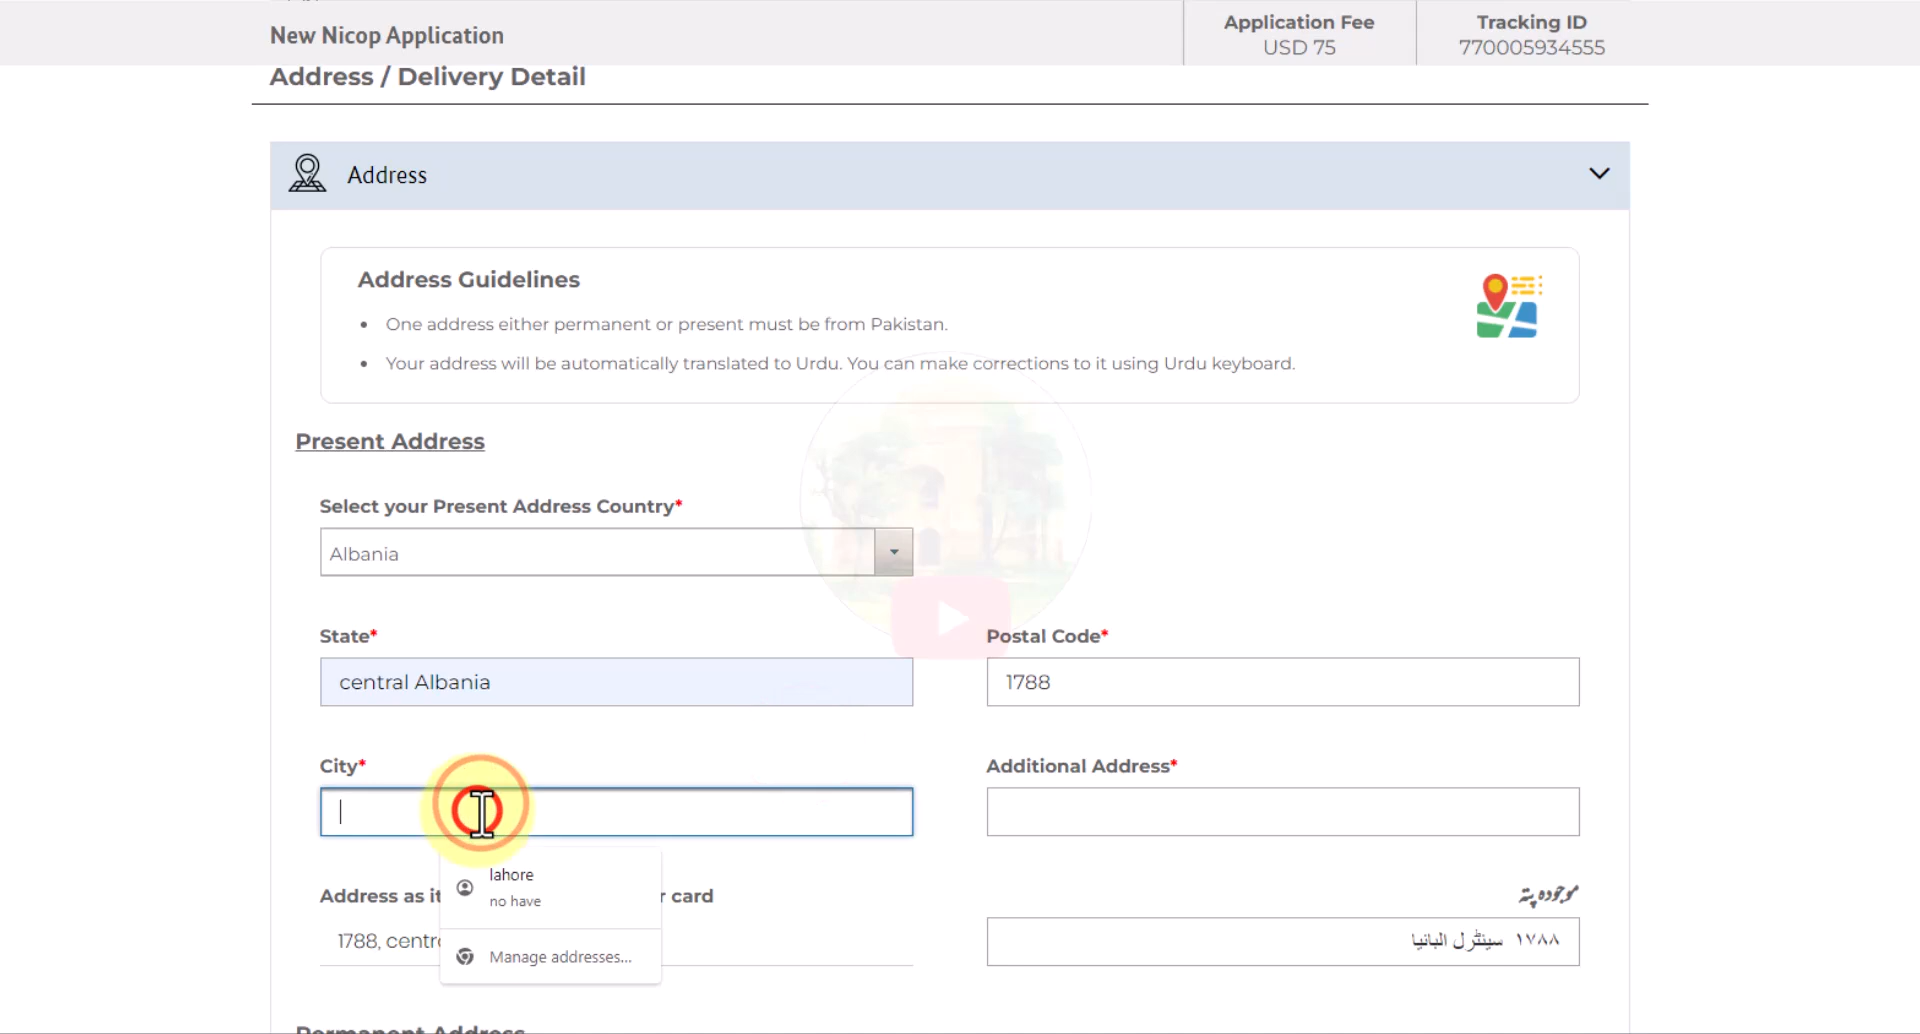 New Nicop Application
Application Fee
USD 75
Tracking ID
770005934555
Address / Delivery Detail
Address
Address Guidelines
• One address either permanent or present must be from Pakistan.
• Your address will be automatically translated to Urdu. You can make corrections to it using Urdu keyboard.
Present Address
Select your Present Address Country*
Albania
State*
Postal Code*
central Albania
1788
City*
Additional Address*
lahore
no have
Manage addresses...
Address as it
r card
موجودہ پتہ
1788, centr
۱۷۸۸ سینٹرل البانیا
Permanent Address